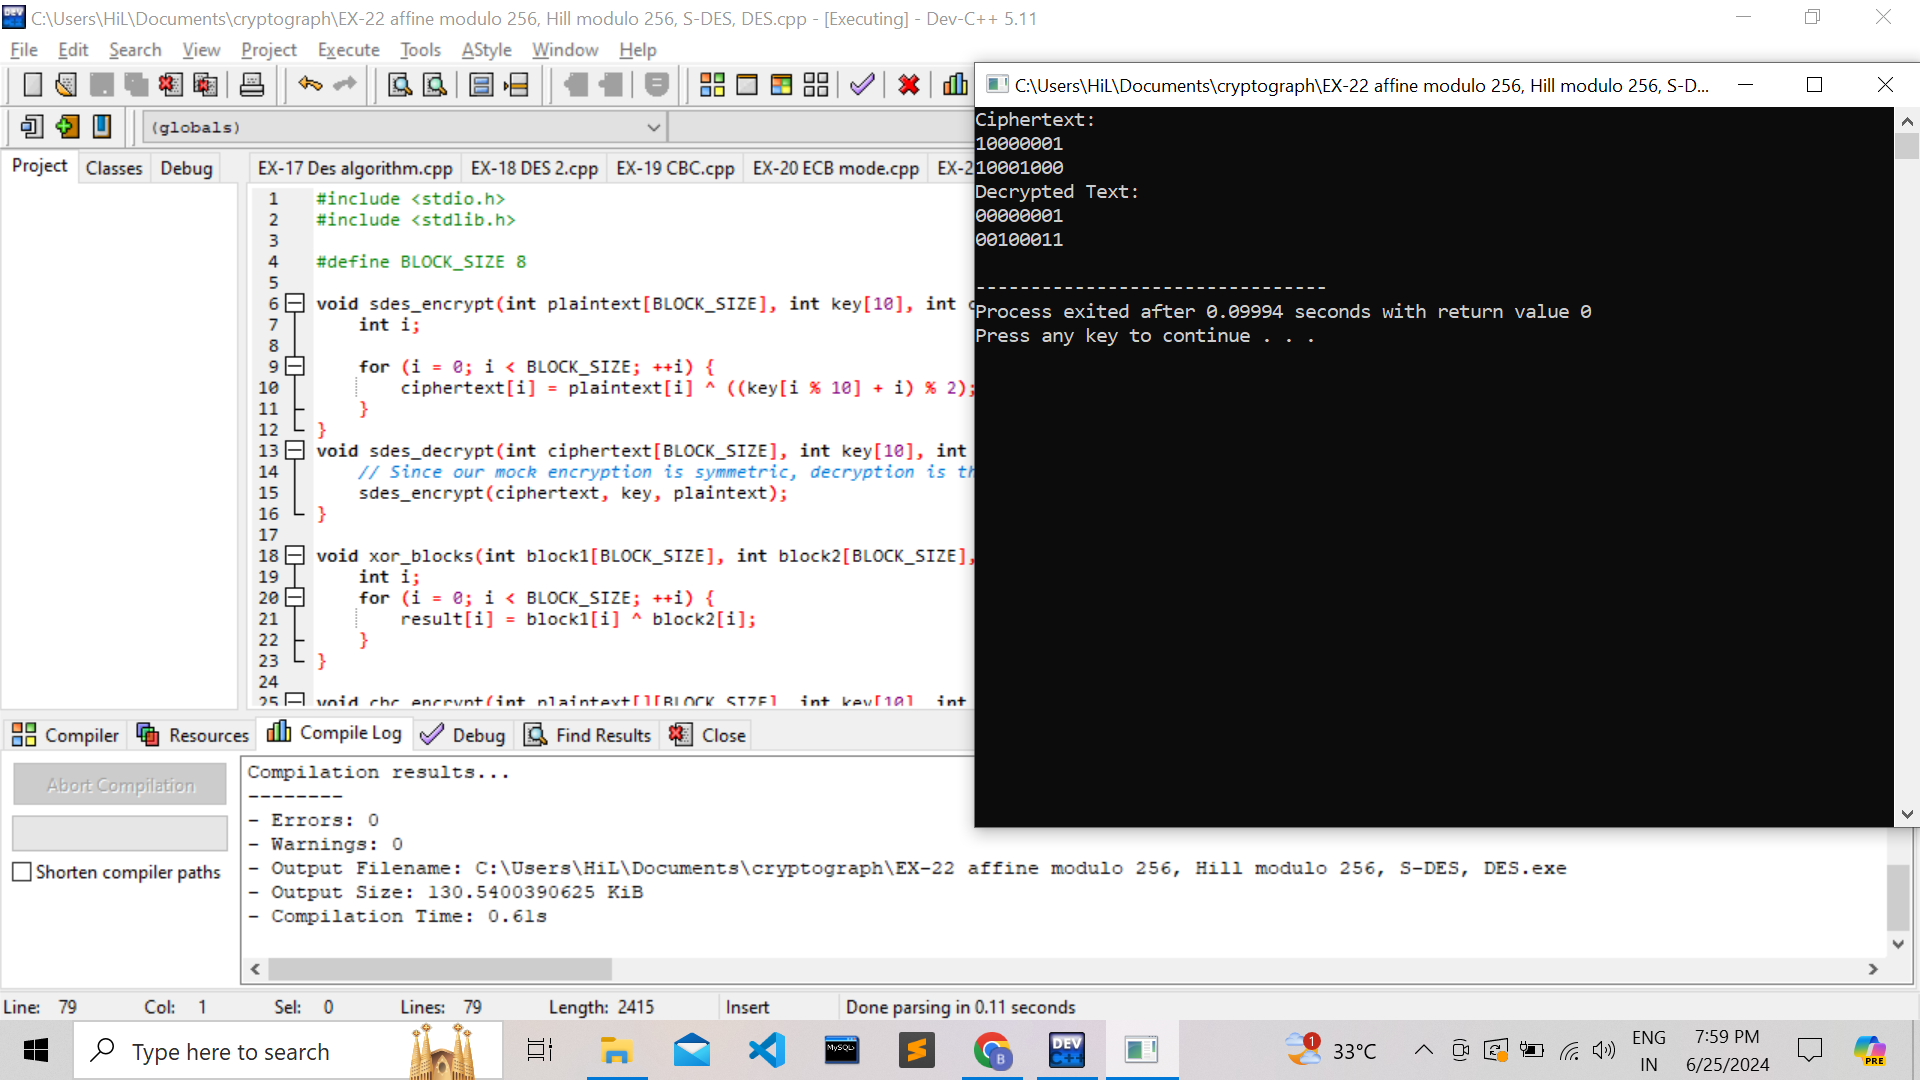 C:\Users\HiL\Documents\cryptograph\EX-22 affine modulo 256, Hill modulo 256, S-DES, DES.cpp - [Executing] - Dev-C++ 5.11
File Edit Search View Project Execute Tools AStyle Window Help
(globals)
Project Classes Debug
EX-17 Des algorithm.cpp EX-18 DES 2.cpp EX-19 CBC.cpp EX-20 ECB mode.cpp EX-2
1 #include <stdio.h>
2 #include <stdlib.h>
3
4 #define BLOCK_SIZE 8
5
6 void sdes_encrypt(int plaintext[BLOCK_SIZE], int key[10], int c
7 int i;
8
9 for (i = 0; i < BLOCK_SIZE; ++i) {
10 ciphertext[i] = plaintext[i] ^ ((key[i % 10] + i) % 2);
11 }
12 }
13 void sdes_decrypt(int ciphertext[BLOCK_SIZE], int key[10], int
14 // Since our mock encryption is symmetric, decryption is th
15 sdes_encrypt(ciphertext, key, plaintext);
16 }
17
18 void xor_blocks(int block1[BLOCK_SIZE], int block2[BLOCK_SIZE],
19 int i;
20 for (i = 0; i < BLOCK_SIZE; ++i) {
21 result[i] = block1[i] ^ block2[i];
22 }
23 }
24
25 void cbc_encrypt(int plaintext[][BLOCK_SIZE], int key[10], int
C:\Users\HiL\Documents\cryptograph\EX-22 affine modulo 256, Hill modulo 256, S-D...
Ciphertext:
10000001
10001000
Decrypted Text:
00000001
00100011
--------------------------------
Process exited after 0.09994 seconds with return value 0
Press any key to continue . . .
Compiler Resources Compile Log Debug Find Results Close
Abort Compilation
Shorten compiler paths
Compilation results...
--------
- Errors: 0
- Warnings: 0
- Output Filename: C:\Users\HiL\Documents\cryptograph\EX-22 affine modulo 256, Hill modulo 256, S-DES, DES.exe
- Output Size: 130.5400390625 KiB
- Compilation Time: 0.61s
Line: 79 Col: 1 Sel: 0 Lines: 79 Length: 2415 Insert Done parsing in 0.11 seconds
Type here to search
MySQL
DEV C++
B
1
33°C
ENG
IN
7:59 PM
6/25/2024
PRE